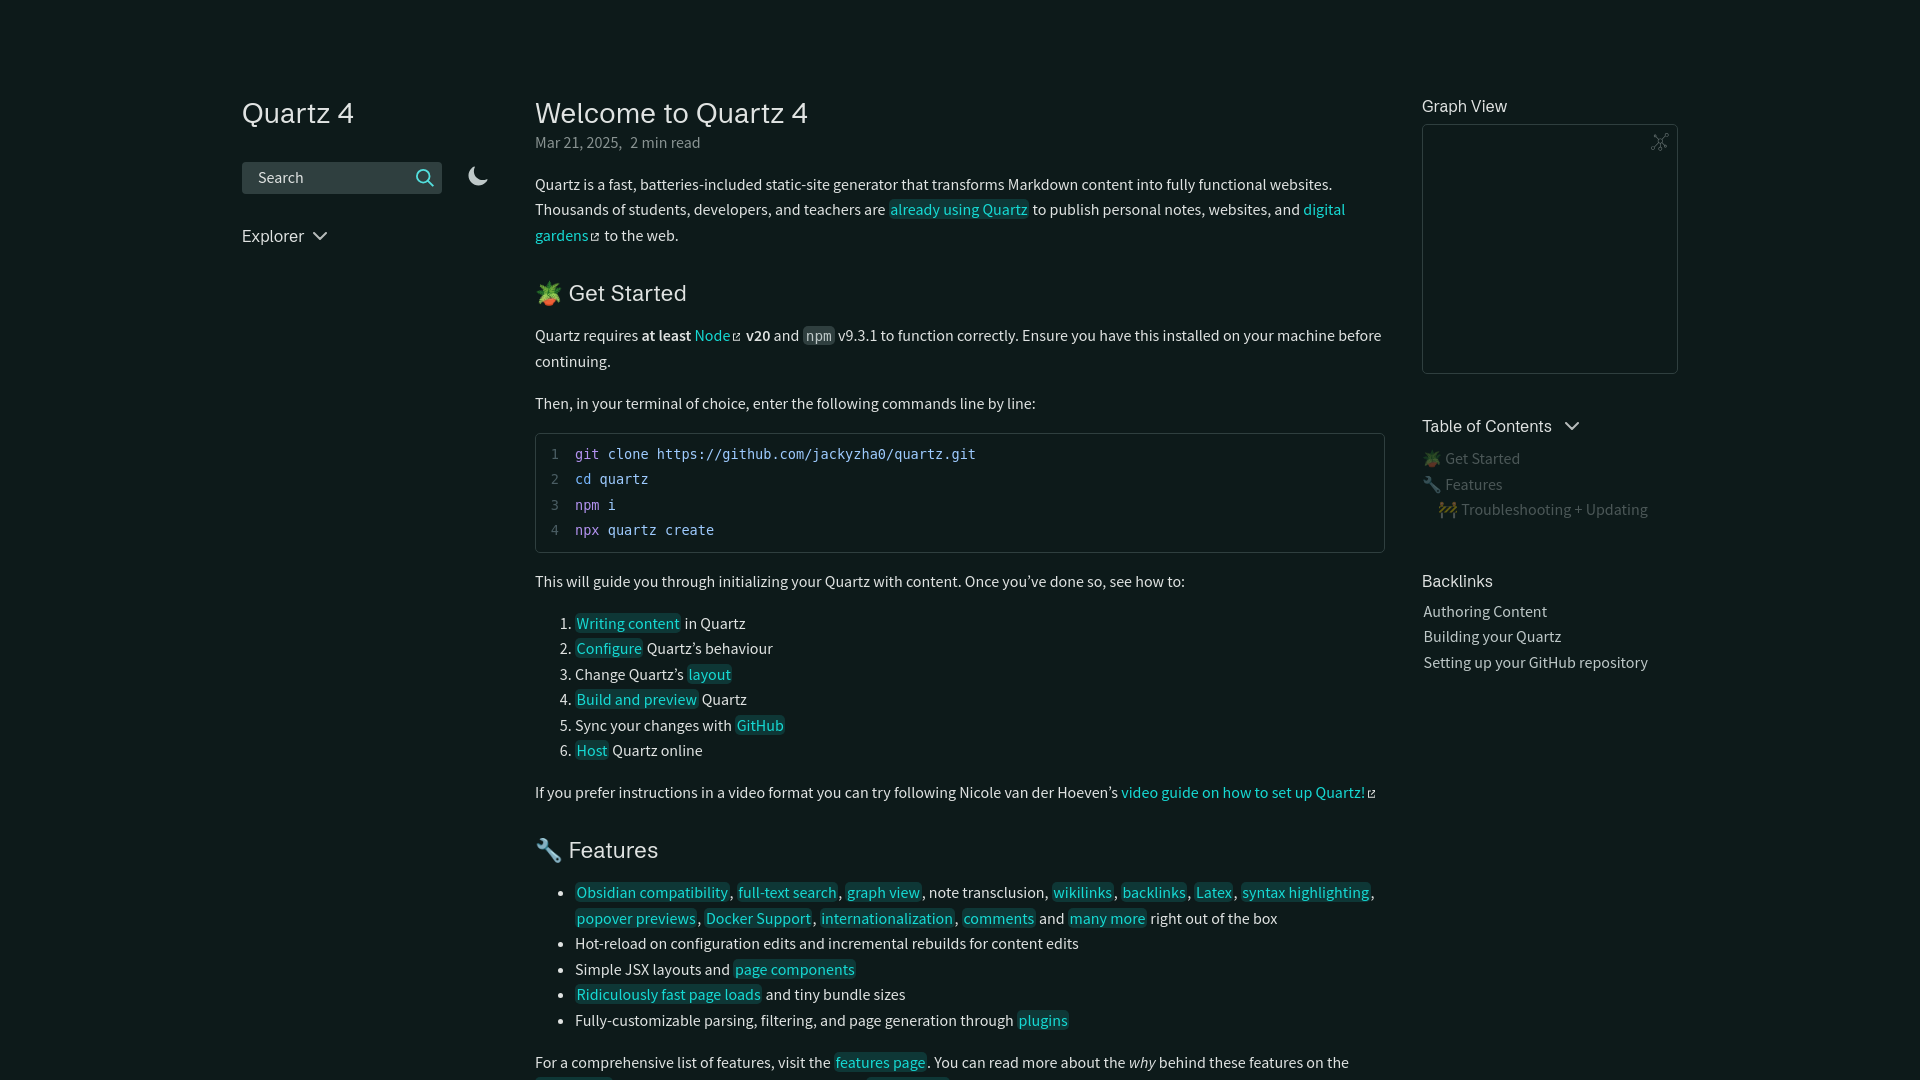 Quartz 4
Search
Explorer
Welcome to Quartz 4
Mar 21, 2025, 2 min read
Quartz is a fast, batteries-included static-site generator that transforms Markdown content into fully functional websites.
Thousands of students, developers, and teachers are already using Quartz to publish personal notes, websites, and digital
gardens to the web.
🪴 Get Started
Quartz requires at least Node v20 and npm v9.3.1 to function correctly. Ensure you have this installed on your machine before
continuing.
Then, in your terminal of choice, enter the following commands line by line:
1 git clone https://github.com/jackyzha0/quartz.git
2 cd quartz
3 npm i
4 npx quartz create
This will guide you through initializing your Quartz with content. Once you’ve done so, see how to:
1. Writing content in Quartz
2. Configure Quartz’s behaviour
3. Change Quartz’s layout
4. Build and preview Quartz
5. Sync your changes with GitHub
6. Host Quartz online
If you prefer instructions in a video format you can try following Nicole van der Hoeven’s video guide on how to set up Quartz!
🔧 Features
• Obsidian compatibility, full-text search, graph view, note transclusion, wikilinks, backlinks, Latex, syntax highlighting,
popover previews, Docker Support, internationalization, comments and many more right out of the box
• Hot-reload on configuration edits and incremental rebuilds for content edits
• Simple JSX layouts and page components
• Ridiculously fast page loads and tiny bundle sizes
• Fully-customizable parsing, filtering, and page generation through plugins
For a comprehensive list of features, visit the features page. You can read more about the why behind these features on the
Graph View
Table of Contents
🪴 Get Started
🔧 Features
🚧 Troubleshooting + Updating
Backlinks
Authoring Content
Building your Quartz
Setting up your GitHub repository